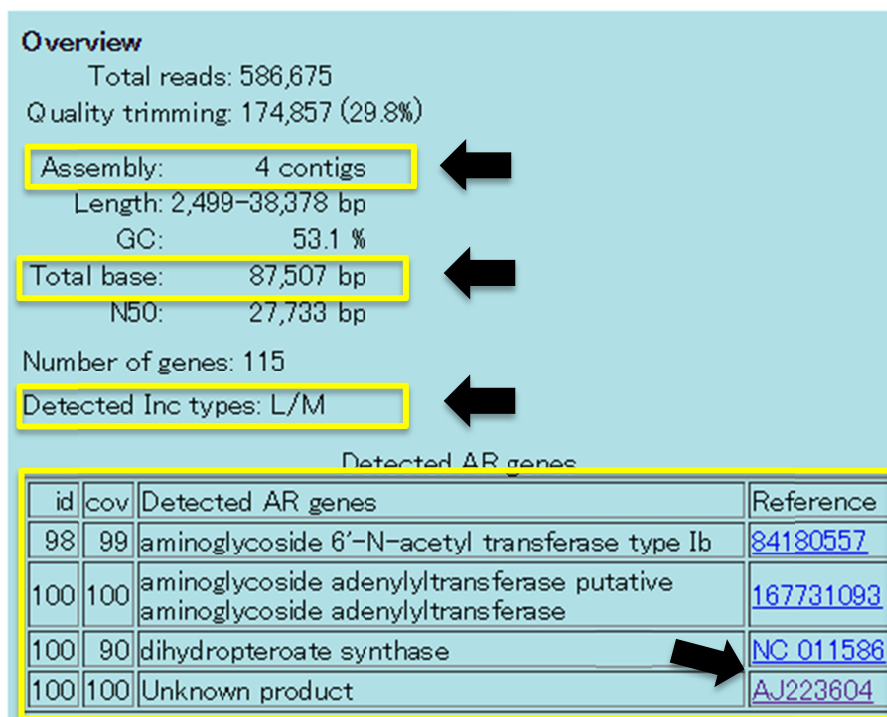 Overview
Total reads: 586,675
Quality trimming: 174,857 (29.8%)
Assembly: 4 contigs
Length: 2,499-38,378 bp
GC: 53.1 %
Total base: 87,507 bp
N50: 27,733 bp
Number of genes: 115
Detected Inc types: L/M
Detected AR genes
id cov Detected AR genes Reference
98 99 aminoglycoside 6'-N-acetyl transferase type Ib 84180557
100 100 aminoglycoside adenylyltransferase putative
aminoglycoside adenylyltransferase 167731093
100 90 dihydropteroate synthase NC 011586
100 100 Unknown product AJ223604